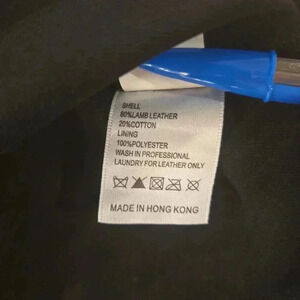 SHELL
80%LAMB LEATHER
20%COTTON
LINING
100%POLYESTER
WASH IN PROFESSIONAL
LAUNDRY FOR LEATHER ONLY
MADE IN HONG KONG